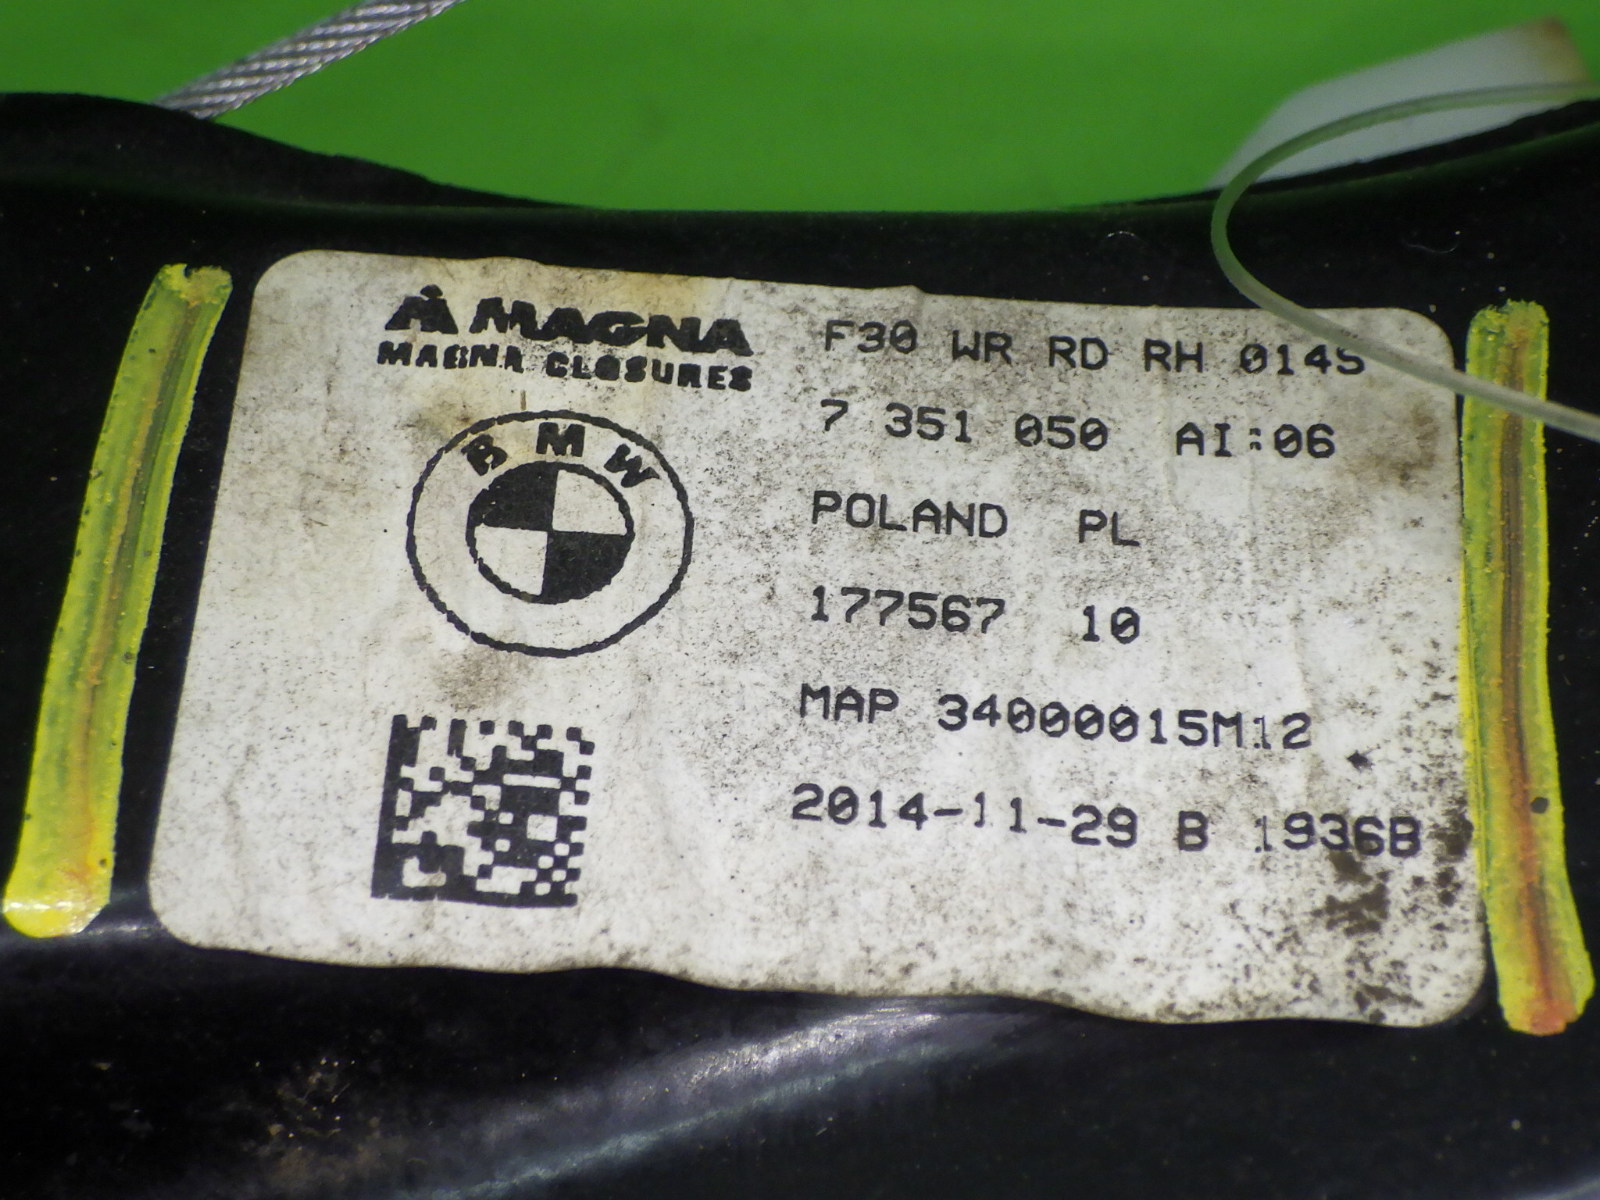 MAGNA
MAGNA CLOSURES
BMW
F30 WR RD RH 0145
7 351 050 AI:06
POLAND PL
177567 10
MAP 34000015M12
2014-11-29 B 1936B